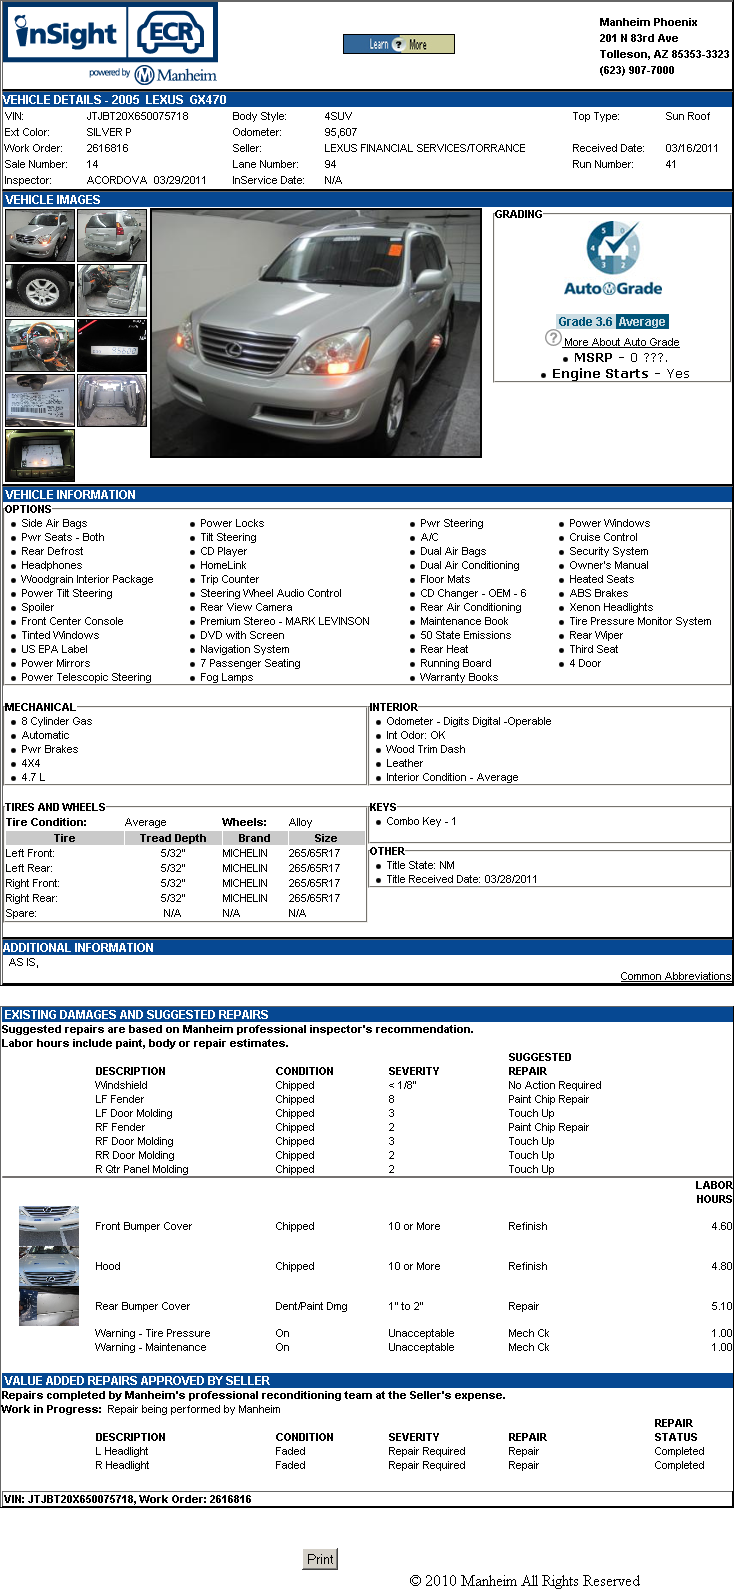 inSight ECR
powered by Manheim
Learn ? More
Manheim Phoenix
201 N 83rd Ave
Tolleson, AZ 85353-3323
(623) 907-7000
VEHICLE DETAILS - 2005 LEXUS GX470
VIN: JTJBT20X650075718 Body Style: 4SUV Top Type: Sun Roof
Ext Color: SILVER P Odometer: 95,607
Work Order: 2616816 Seller: LEXUS FINANCIAL SERVICES/TORRANCE Received Date: 03/16/2011
Sale Number: 14 Lane Number: 94 Run Number: 41
Inspector: ACORDOVA 03/29/2011 InService Date: N/A
VEHICLE IMAGES
GRADING
5 4 3 2 1 0
AutoGrade
Grade 3.6 Average
? More About Auto Grade
• MSRP - 0 ???.
• Engine Starts - Yes
VEHICLE INFORMATION
OPTIONS
• Side Air Bags • Power Locks • Pwr Steering • Power Windows
• Pwr Seats - Both • Tilt Steering • A/C • Cruise Control
• Rear Defrost • CD Player • Dual Air Bags • Security System
• Headphones • HomeLink • Dual Air Conditioning • Owner's Manual
• Woodgrain Interior Package • Trip Counter • Floor Mats • Heated Seats
• Power Tilt Steering • Steering Wheel Audio Control • CD Changer - OEM - 6 • ABS Brakes
• Spoiler • Rear View Camera • Rear Air Conditioning • Xenon Headlights
• Front Center Console • Premium Stereo - MARK LEVINSON • Maintenance Book • Tire Pressure Monitor System
• Tinted Windows • DVD with Screen • 50 State Emissions • Rear Wiper
• US EPA Label • Navigation System • Rear Heat • Third Seat
• Power Mirrors • 7 Passenger Seating • Running Board • 4 Door
• Power Telescopic Steering • Fog Lamps • Warranty Books
MECHANICAL
• 8 Cylinder Gas
• Automatic
• Pwr Brakes
• 4X4
• 4.7 L
INTERIOR
• Odometer - Digits Digital -Operable
• Int Odor: OK
• Wood Trim Dash
• Leather
• Interior Condition - Average
TIRES AND WHEELS
Tire Condition: Average Wheels: Alloy
Tire Tread Depth Brand Size
Left Front: 5/32" MICHELIN 265/65R17
Left Rear: 5/32" MICHELIN 265/65R17
Right Front: 5/32" MICHELIN 265/65R17
Right Rear: 5/32" MICHELIN 265/65R17
Spare: N/A N/A N/A
KEYS
• Combo Key - 1
OTHER
• Title State: NM
• Title Received Date: 03/28/2011
ADDITIONAL INFORMATION
AS IS,
Common Abbreviations
EXISTING DAMAGES AND SUGGESTED REPAIRS
Suggested repairs are based on Manheim professional inspector's recommendation.
Labor hours include paint, body or repair estimates.
DESCRIPTION CONDITION SEVERITY SUGGESTED REPAIR
Windshield Chipped < 1/8" No Action Required
LF Fender Chipped 8 Paint Chip Repair
LF Door Molding Chipped 3 Touch Up
RF Fender Chipped 2 Paint Chip Repair
RF Door Molding Chipped 3 Touch Up
RR Door Molding Chipped 2 Touch Up
R Qtr Panel Molding Chipped 2 Touch Up
LABOR HOURS
Front Bumper Cover Chipped 10 or More Refinish 4.60
Hood Chipped 10 or More Refinish 4.80
Rear Bumper Cover Dent/Paint Dmg 1" to 2" Repair 5.10
Warning - Tire Pressure On Unacceptable Mech Ck 1.00
Warning - Maintenance On Unacceptable Mech Ck 1.00
VALUE ADDED REPAIRS APPROVED BY SELLER
Repairs completed by Manheim's professional reconditioning team at the Seller's expense.
Work in Progress: Repair being performed by Manheim
DESCRIPTION CONDITION SEVERITY REPAIR REPAIR STATUS
L Headlight Faded Repair Required Repair Completed
R Headlight Faded Repair Required Repair Completed
VIN: JTJBT20X650075718, Work Order: 2616816
Print
© 2010 Manheim All Rights Reserved